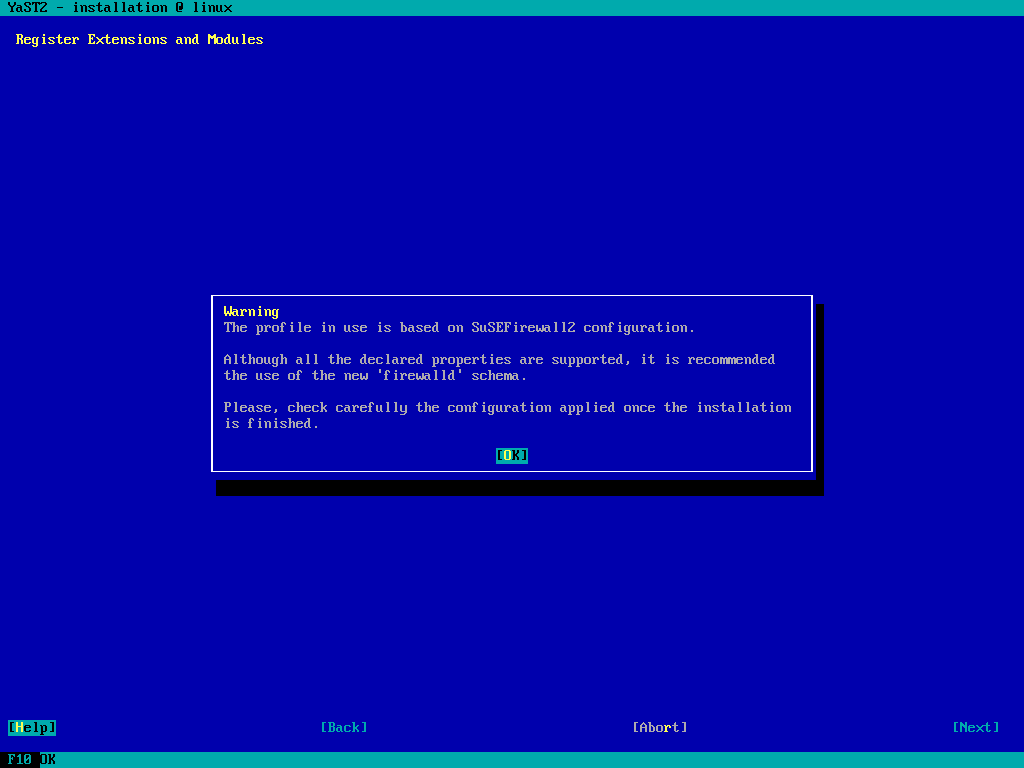 YaST2 - installation @ linux
Register Extensions and Modules
Warning
The profile in use is based on SuSEFirewall2 configuration.
Although all the declared properties are supported, it is recommended
the use of the new 'firewalld' schema.
Please, check carefully the configuration applied once the installation
is finished.
[OK]
[Help] [Back] [Abort] [Next]
F10 OK